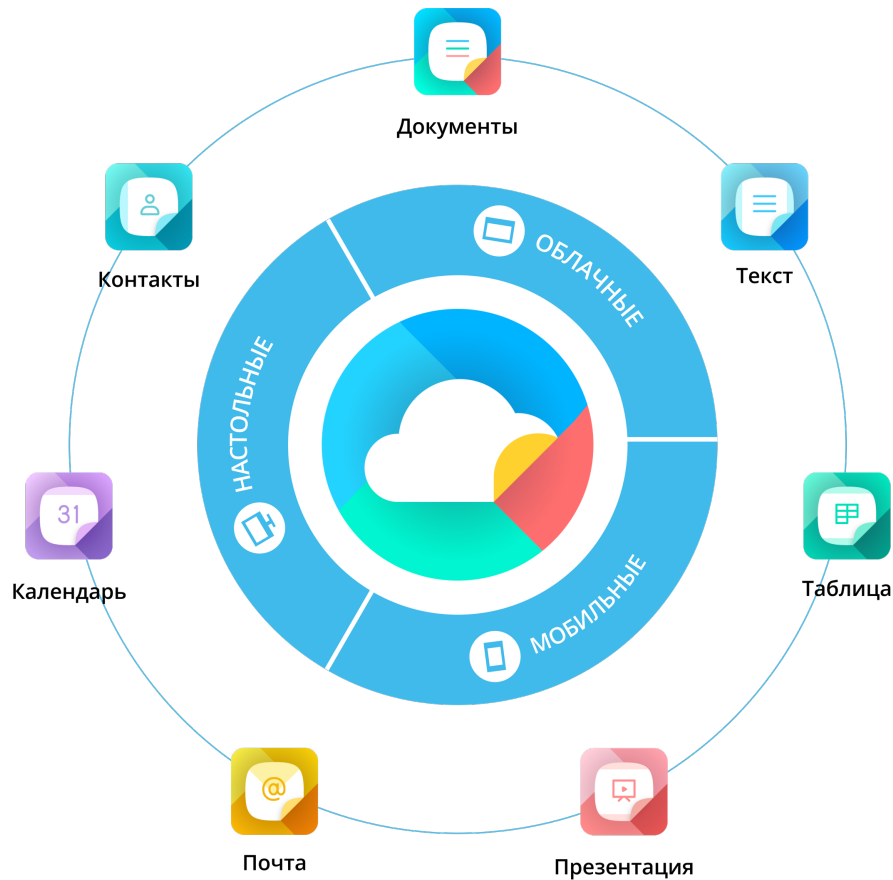 Документы
Контакты
Текст
ОБЛАЧНЫЕ
НАСТОЛЬНЫЕ
МОБИЛЬНЫЕ
31
Календарь
Таблица
@
Почта
Презентация